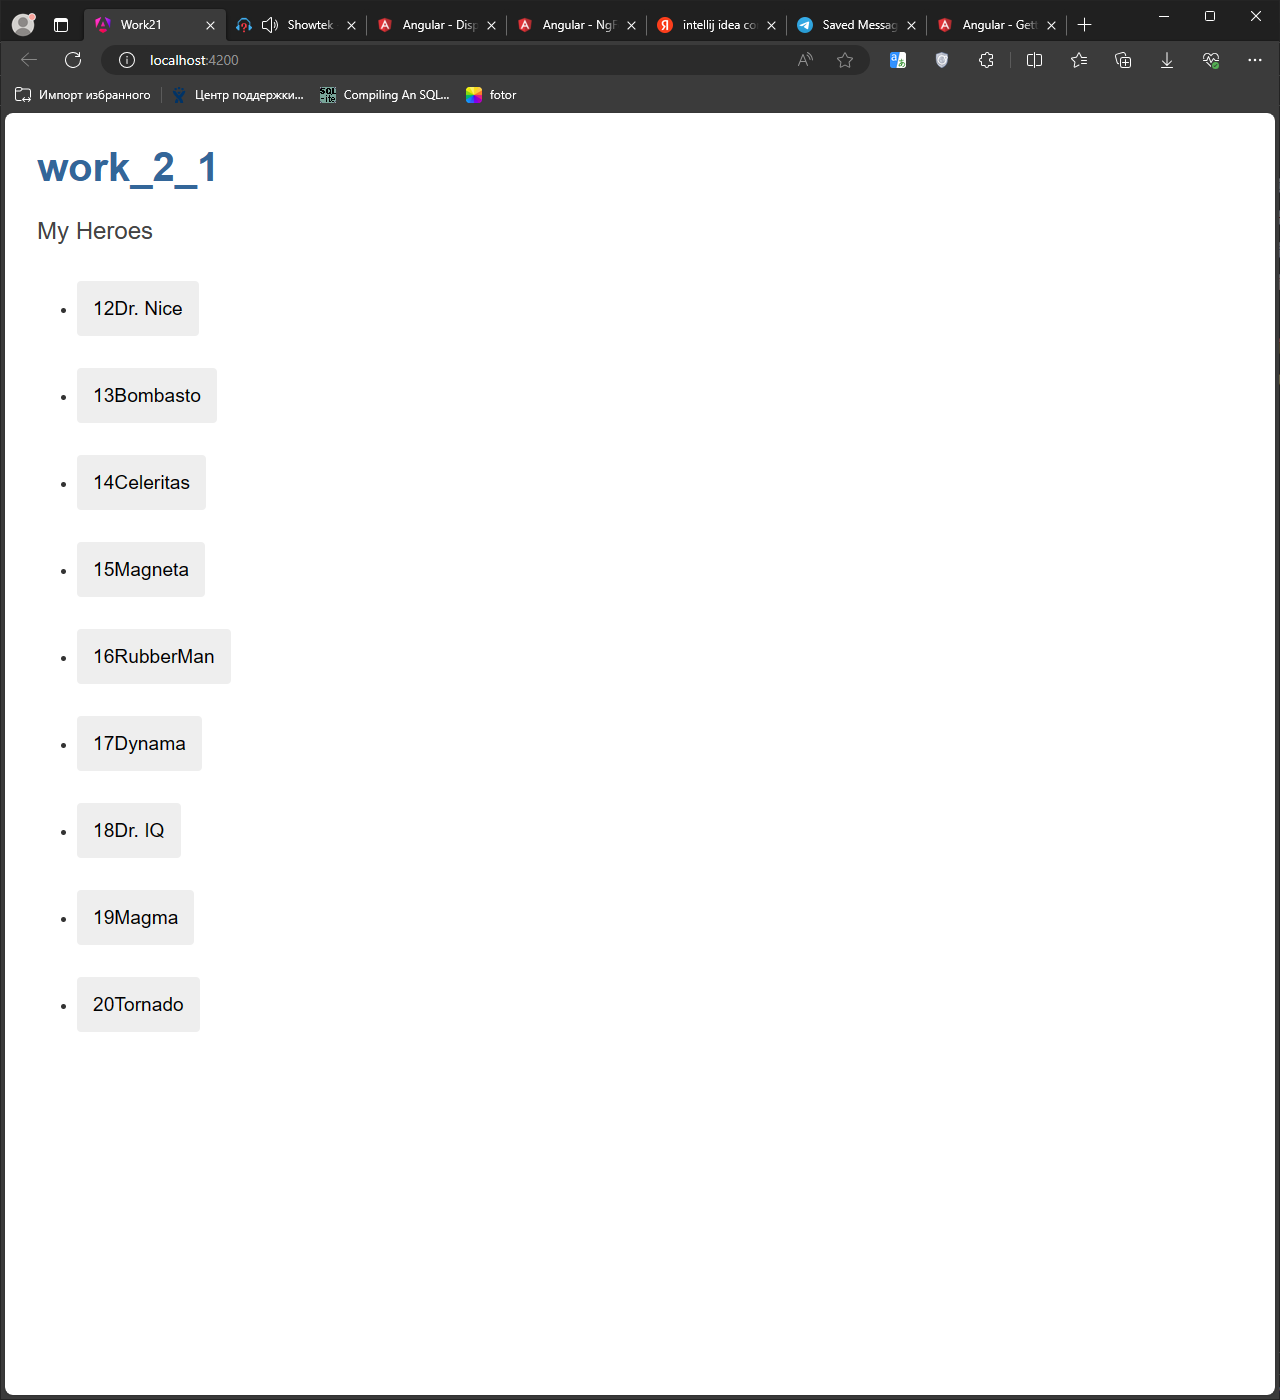 Work21
Showtek
Angular - Disp
Angular - NgF
intellij idea co
Saved Messag
Angular - Gett
localhost:4200
Импорт избранного
Центр поддержки...
Compiling An SQL...
fotor
work_2_1
My Heroes
12Dr. Nice
13Bombasto
14Celeritas
15Magneta
16RubberMan
17Dynama
18Dr. IQ
19Magma
20Tornado